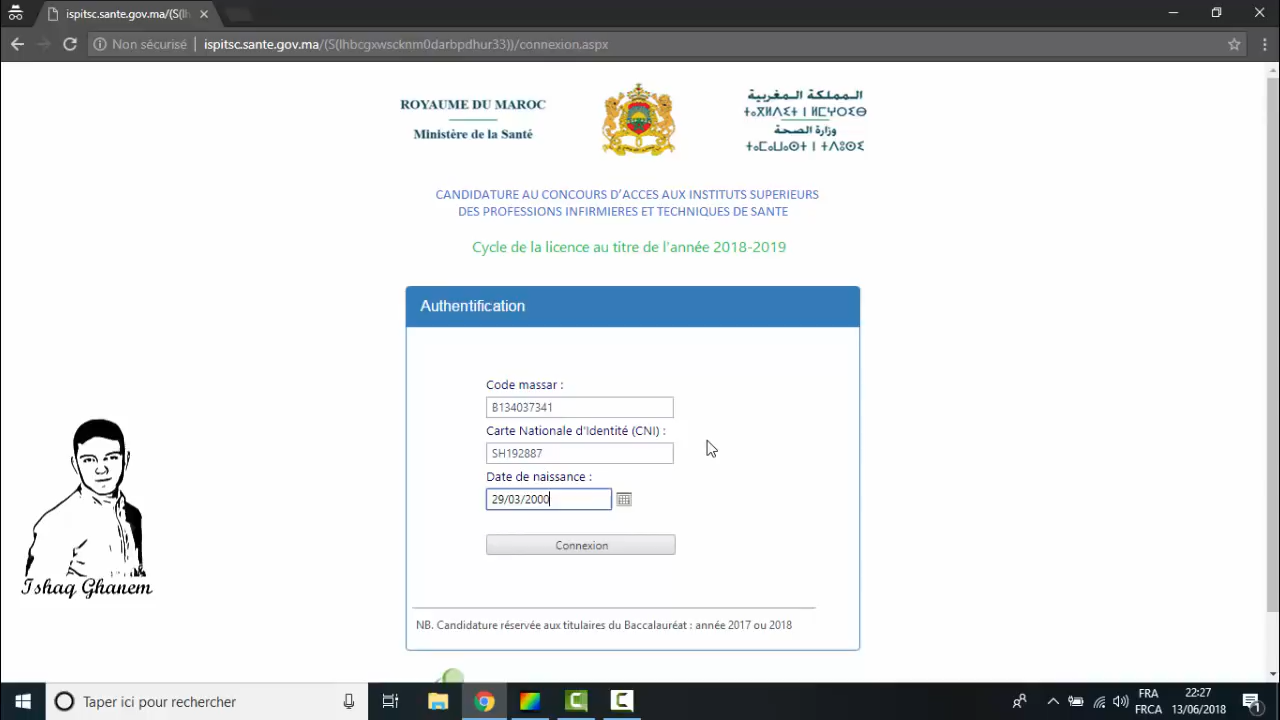 ispitsc.sante.gov.ma/(S(lh
Non sécurisé
ispitsc.sante.gov.ma/(S(lhbcgxwscknm0darbpdhur33))/connexion.aspx
ROYAUME DU MAROC
Ministère de la Santé
المملكة المغربية
ⵜⴰⴳⵍⴷⵉⵜ ⵏ ⵍⵎⵖⵔⵉⴱ
وزارة الصحة
ⵜⴰⵎⴰⵡⴰⵙⵜ ⵏ ⵜⴷⵓⵙⵉ
CANDIDATURE AU CONCOURS D'ACCES AUX INSTITUTS SUPERIEURS
DES PROFESSIONS INFIRMIERES ET TECHNIQUES DE SANTE
Cycle de la licence au titre de l'année 2018-2019
Authentification
Code massar :
B134037341
Carte Nationale d'Identité (CNI) :
SH192887
Date de naissance :
29/03/2000
Connexion
NB. Candidature réservée aux titulaires du Baccalauréat : année 2017 ou 2018
Ishaq Ghanem
Taper ici pour rechercher
FRA
FRCA
22:27
13/06/2018
1